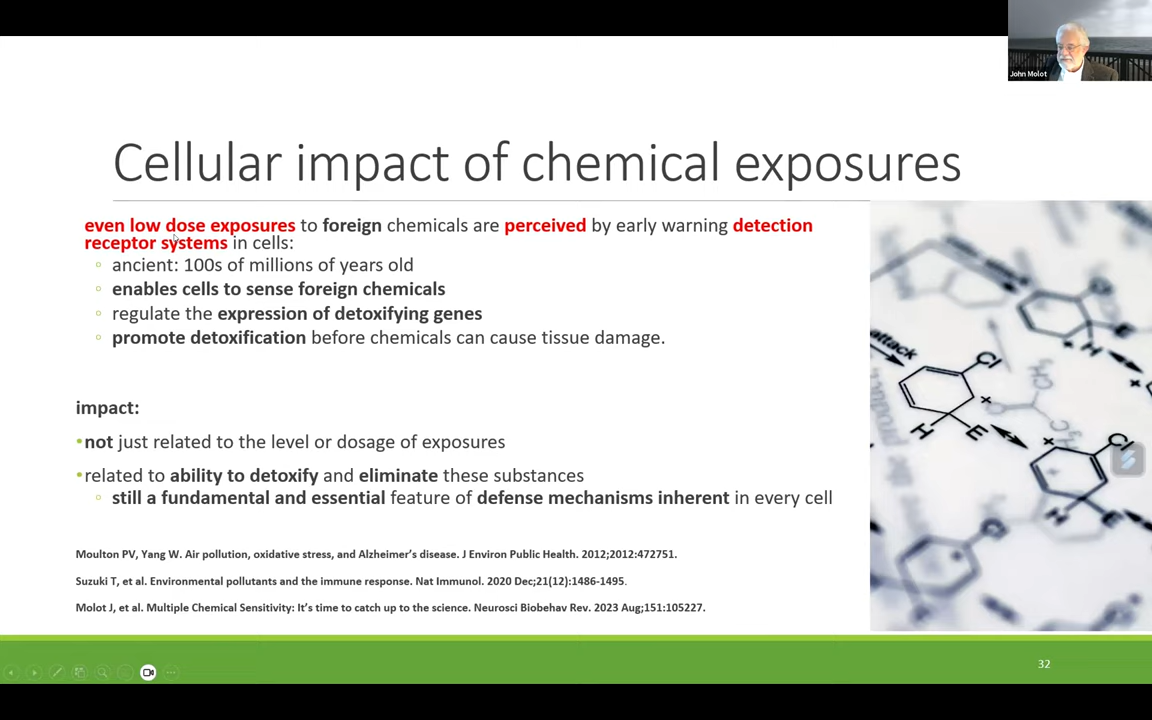 John Molot
Cellular impact of chemical exposures
even low dose exposures to foreign chemicals are perceived by early warning detection
receptor systems in cells:
◦ ancient: 100s of millions of years old
◦ enables cells to sense foreign chemicals
◦ regulate the expression of detoxifying genes
◦ promote detoxification before chemicals can cause tissue damage.
impact:
•not just related to the level or dosage of exposures
•related to ability to detoxify and eliminate these substances
◦ still a fundamental and essential feature of defense mechanisms inherent in every cell
Moulton PV, Yang W. Air pollution, oxidative stress, and Alzheimer's disease. J Environ Public Health. 2012;2012:472751.
Suzuki T, et al. Environmental pollutants and the immune response. Nat Immunol. 2020 Dec;21(12):1486-1495.
Molot J, et al. Multiple Chemical Sensitivity: It's time to catch up to the science. Neurosci Biobehav Rev. 2023 Aug;151:105227.
attack
Cl
H
E
CH₃
H₃C
Cl
H
E
32